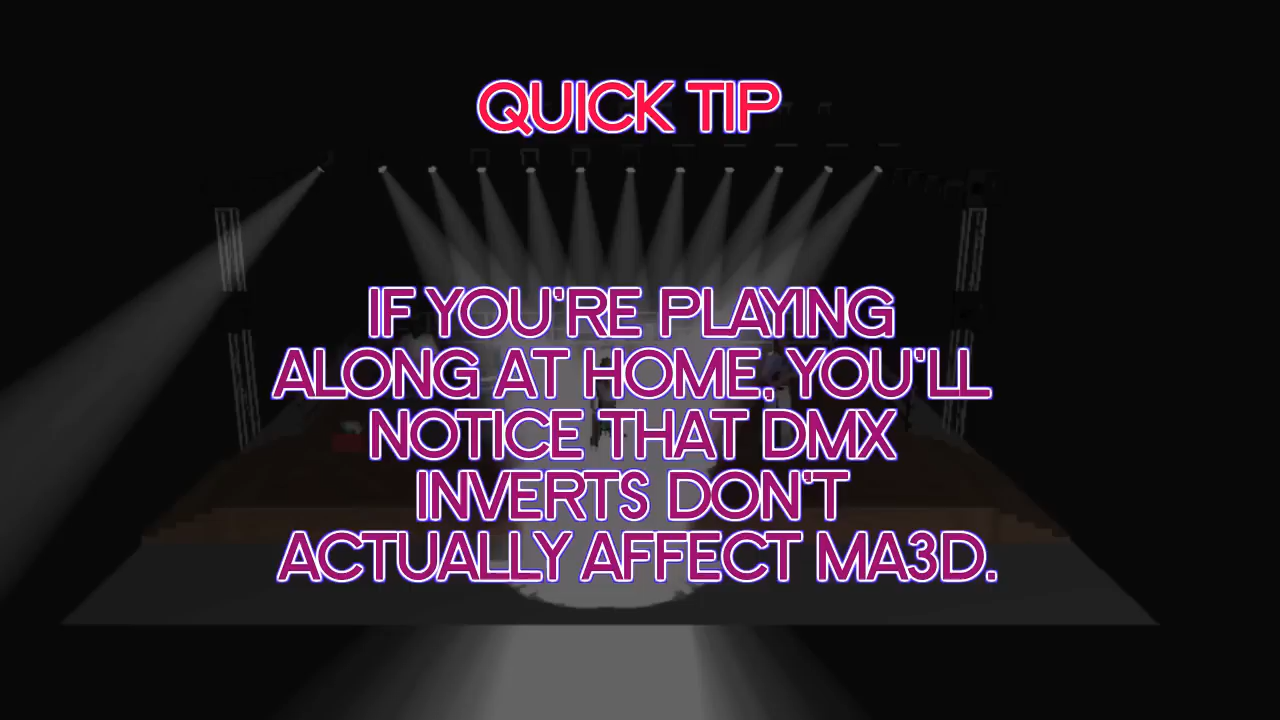 QUICK TIP
IF YOU'RE PLAYING
ALONG AT HOME, YOU'LL
NOTICE THAT DMX
INVERTS DON'T
ACTUALLY AFFECT MA3D.